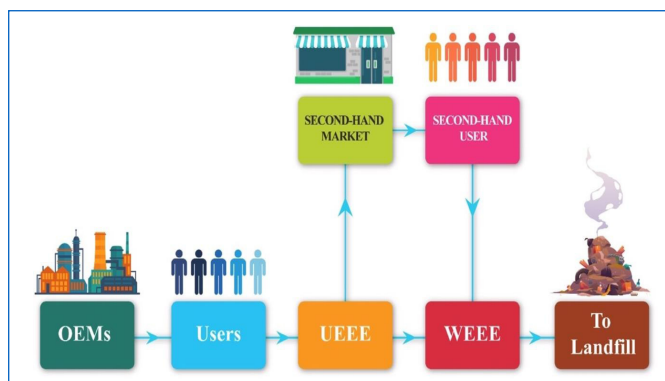 SECOND-HAND
MARKET
SECOND-HAND
USER
OEMs
Users
UEEE
WEEE
To
Landfill